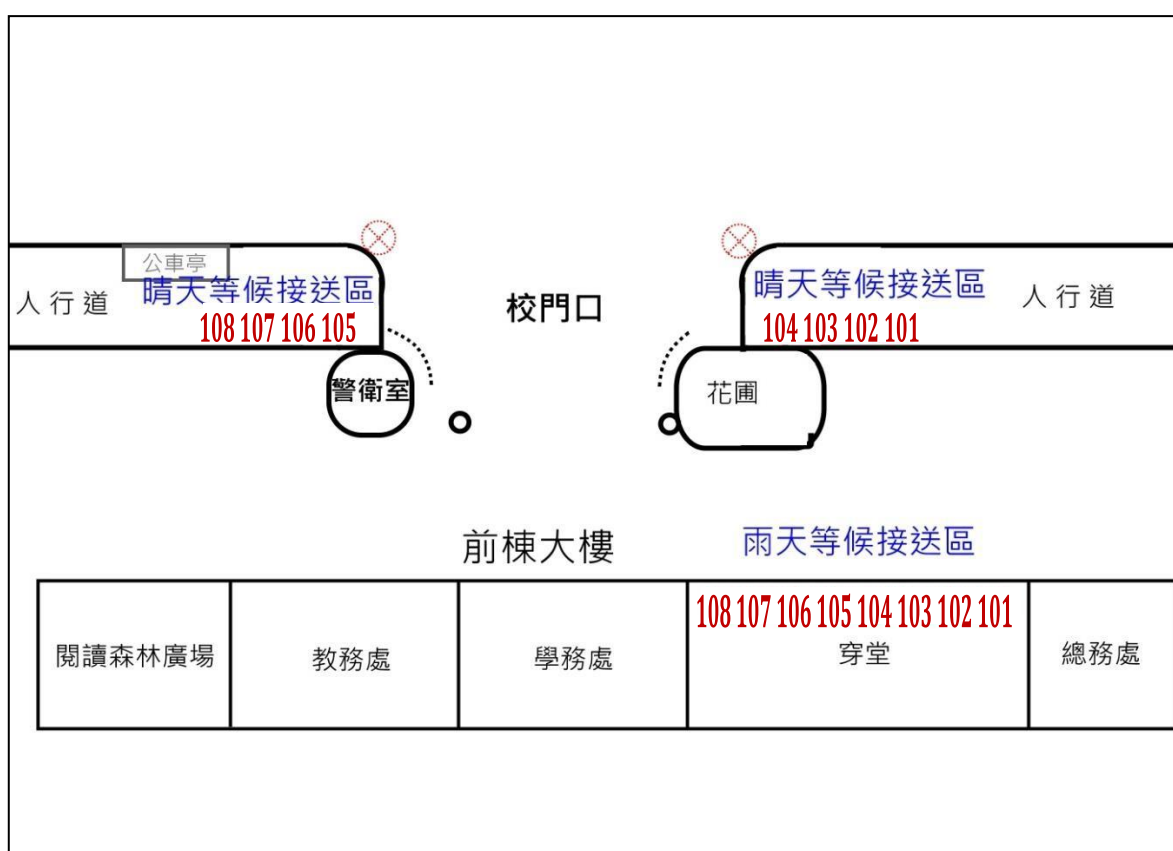 公車亭
人行道
晴天等候接送區
108 107 106 105
校門口
晴天等候接送區
104 103 102 101
人行道
警衛室
花圃
前棟大樓
雨天等候接送區
108 107 106 105 104 103 102 101
閱讀森林廣場
教務處
學務處
穿堂
總務處